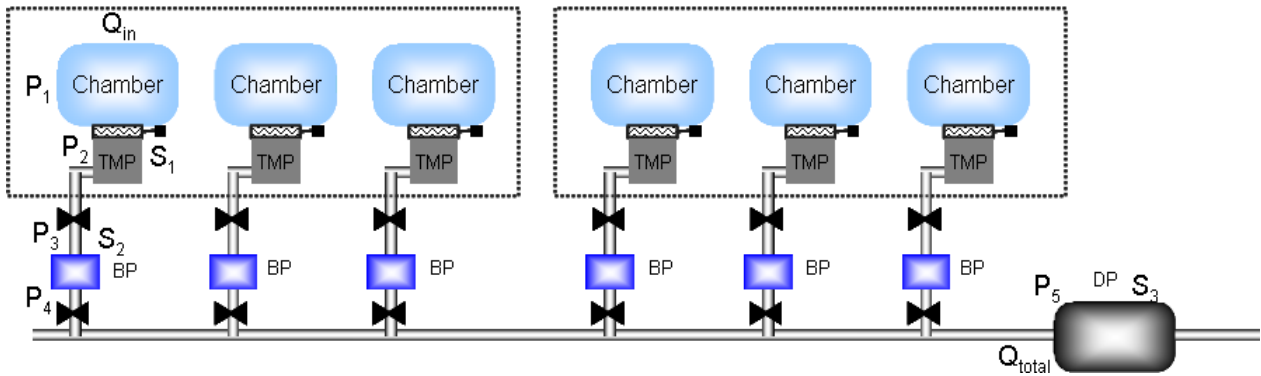 Q_in
P_1 Chamber Chamber Chamber Chamber Chamber Chamber
P_2 TMP S_1 TMP TMP TMP TMP TMP
P_3 S_2
BP BP BP BP BP BP
P_4 P_5 DP S_3
Q_total